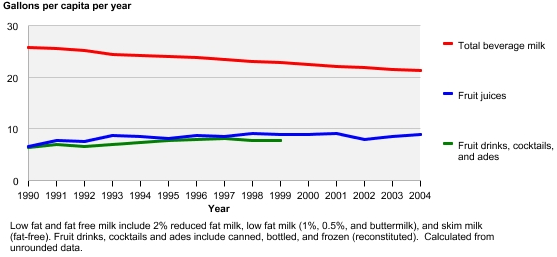 Gallons per capita per year
30
20
10
0
1990 1991 1992 1993 1994 1995 1996 1997 1998 1999 2000 2001 2002 2003 2004
Year
Total beverage milk
Fruit juices
Fruit drinks, cocktails,
and ades
Low fat and fat free milk include 2% reduced fat milk, low fat milk (1%, 0.5%, and buttermilk), and skim milk
(fat-free). Fruit drinks, cocktails and ades include canned, bottled, and frozen (reconstituted). Calculated from
unrounded data.